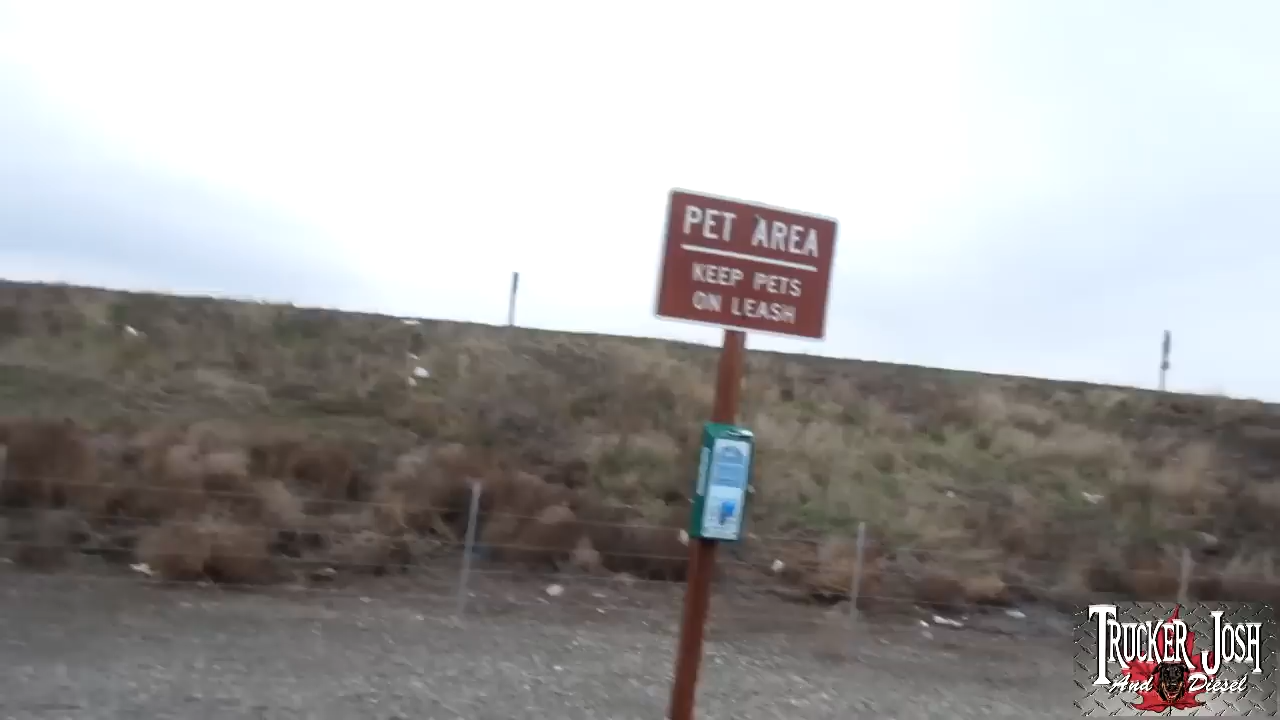 PET AREA
KEEP PETS
ON LEASH
TRUCKER JOSH
And Diesel